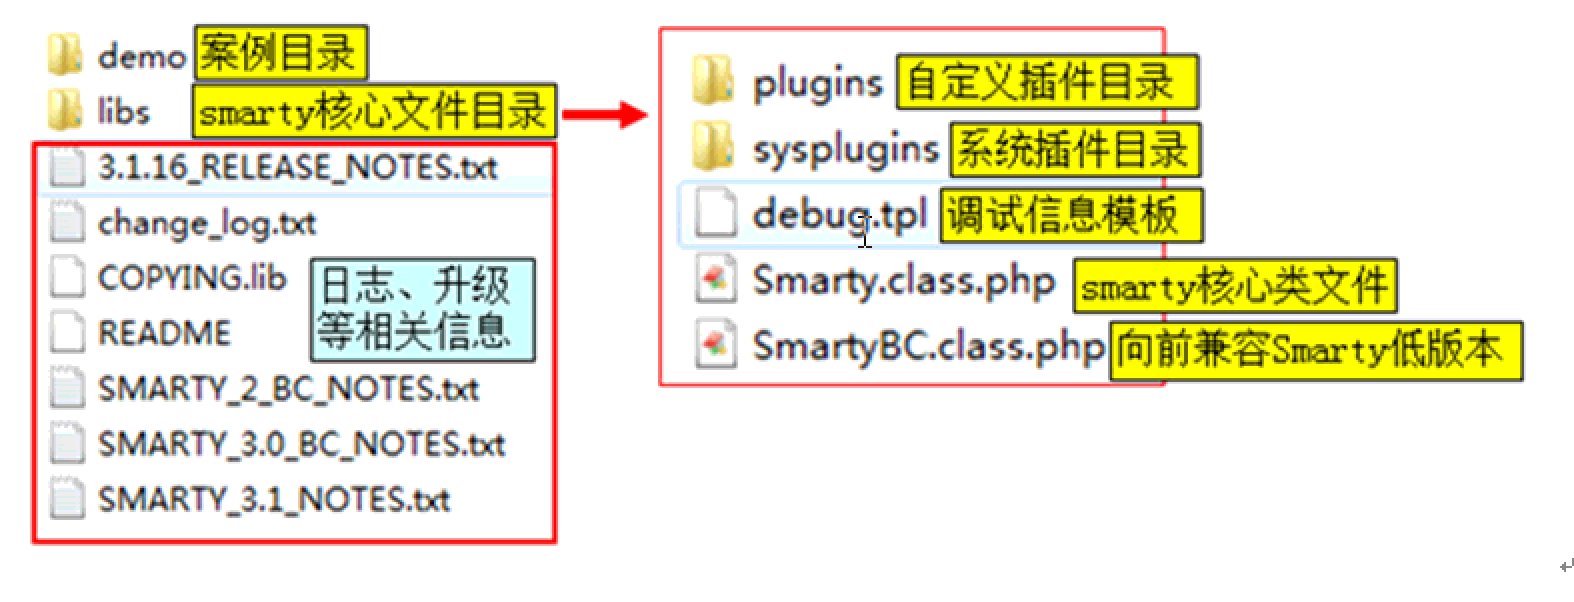 demo 案例目录
libs smarty核心文件目录
3.1.16_RELEASE_NOTES.txt
change_log.txt
COPYING.lib
README
日志、升级
等相关信息
SMARTY_2_BC_NOTES.txt
SMARTY_3.0_BC_NOTES.txt
SMARTY_3.1_NOTES.txt
plugins 自定义插件目录
sysplugins 系统插件目录
debug.tpl 调试信息模板
Smarty.class.php smarty核心类文件
SmartyBC.class.php 向前兼容Smarty低版本